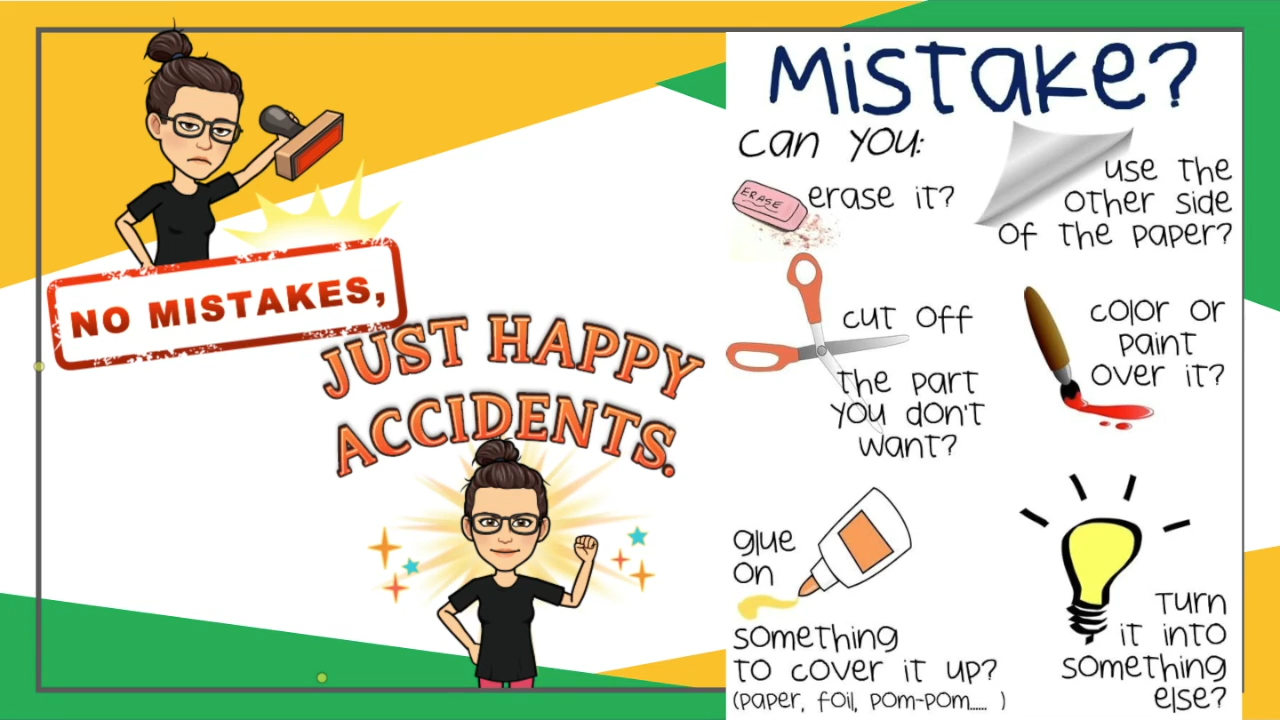 NO MISTAKES,
JUST HAPPY
ACCIDENTS.
Mistake?
can you:
ERASE
erase it?
use the
other side
of the paper?
cut off
the part
you don't
want?
color or
paint
over it?
glue
on
something
to cover it up?
(paper, foil, pom-pom...... )
Turn
it into
something
else?